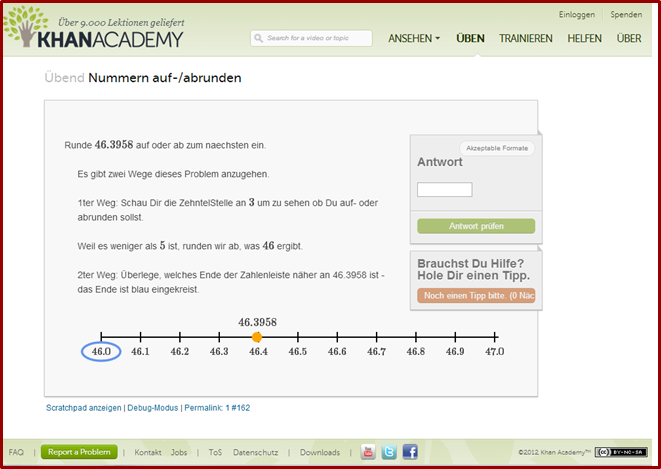 Über 9.000 Lektionen geliefert
KHANACADEMY
Einloggen Spenden
Search for a video or topic
ANSEHEN ÜBEN TRAINIEREN HELFEN ÜBER
Übend Nummern auf-/abrunden
Runde 46.3958 auf oder ab zum naechsten ein.
Es gibt zwei Wege dieses Problem anzugehen.
1ter Weg: Schau Dir die ZehntelStelle an 3 um zu sehen ob Du auf- oder
abrunden sollst.
Weil es weniger als 5 ist, runden wir ab, was 46 ergibt.
2ter Weg: Überlege, welches Ende der Zahlenleiste näher an 46.3958 ist -
das Ende ist blau eingekreist.
46.3958
46.0 46.1 46.2 46.3 46.4 46.5 46.6 46.7 46.8 46.9 47.0
Akzeptable Formate
Antwort
Antwort prüfen
Brauchst Du Hilfe?
Hole Dir einen Tipp.
Noch einen Tipp bitte. (0 Näc
Scratchpad anzeigen | Debug-Modus | Permalink: 1 #162
FAQ | Report a Problem | Kontakt Jobs | ToS Datenschutz | Downloads |
©2012 Khan Academy™ cc BY-NC-SA